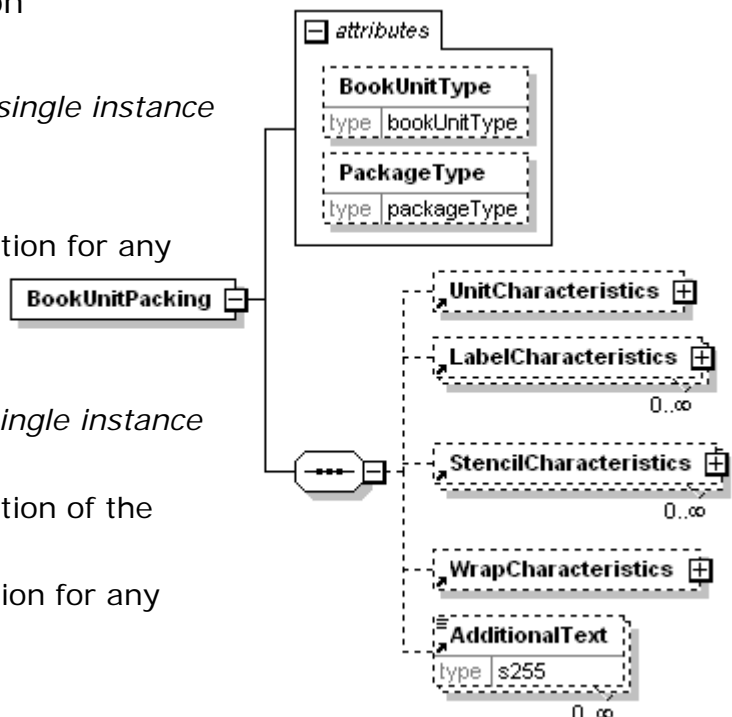 on
single instance
tion for any
ingle instance
tion of the
ion for any
attributes
BookUnitType
type bookUnitType
PackageType
type packageType
BookUnitPacking
UnitCharacteristics
LabelCharacteristics
0..∞
StencilCharacteristics
0..∞
WrapCharacteristics
AdditionalText
type s255
0..∞